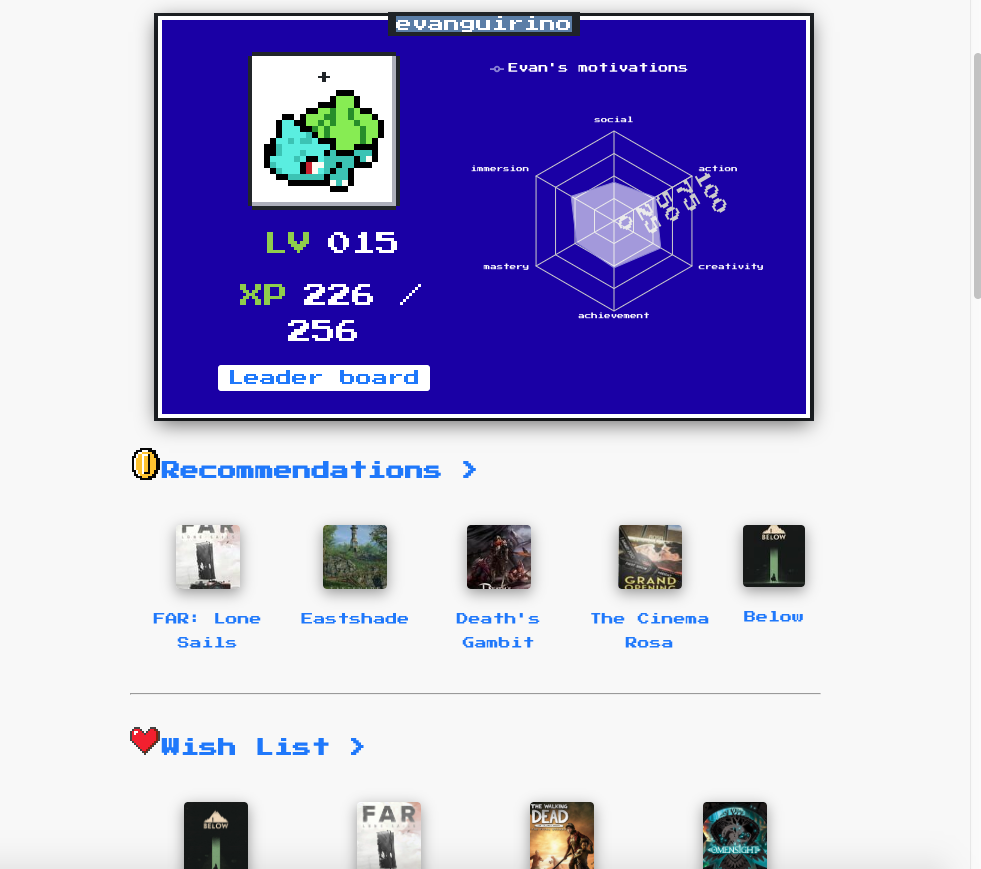 evanguirino
Evan's motivations
social
immersion
action
100
75
50
25
0
mastery
creativity
achievement
LV 015
XP 226 /
256
Leader board
Recommendations >
FAR
LONE SAILS
GRAND
OPENING
BELOW
FAR: Lone
Sails
Eastshade
Death's
Gambit
The Cinema
Rosa
Below
Wish List >
BELOW
FAR
THE WALKING
DEAD
OMENSIGHT